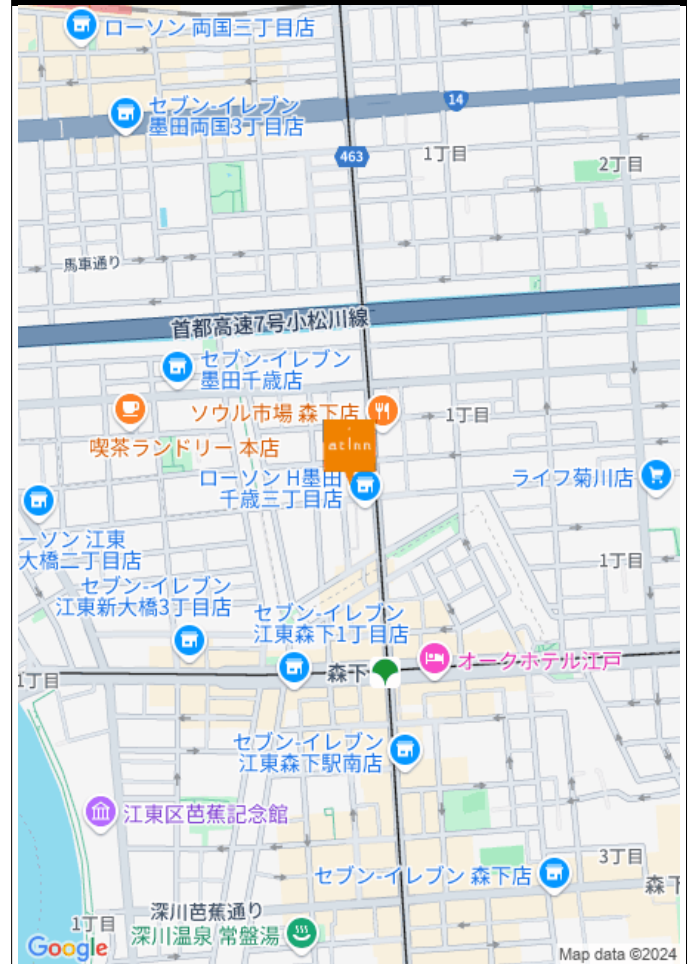 ローソン 両国三丁目店
セブン-イレブン
墨田両国3丁目店
14
463
1丁目
2丁目
馬車通り
首都高速7号小松川線
セブン-イレブン
墨田千歳店
ソウル市場 森下店
1丁目
喫茶ランドリー 本店
at inn
ローソン H墨田
千歳三丁目店
ライフ菊川店
ーソン 江東
大橋二丁目店
1丁目
セブン-イレブン
江東新大橋3丁目店
セブン-イレブン
江東森下1丁目店
オークホテル江戸
森下
1丁目
セブン-イレブン
江東森下駅南店
江東区芭蕉記念館
3丁目
セブン-イレブン 森下店
森下
深川芭蕉通り
1丁目
深川温泉 常盤湯
Google
Map data ©2024